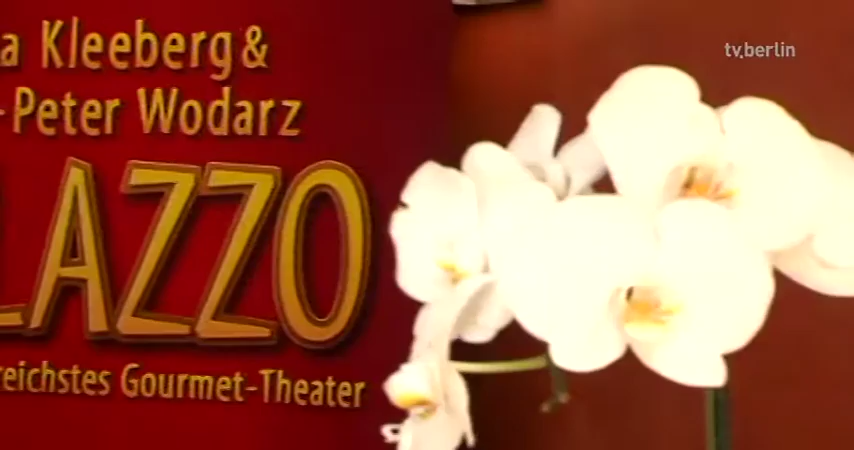 a Kleeberg &
-Peter Wodarz
LAZZO
reichstes Gourmet-Theater
tv.berlin